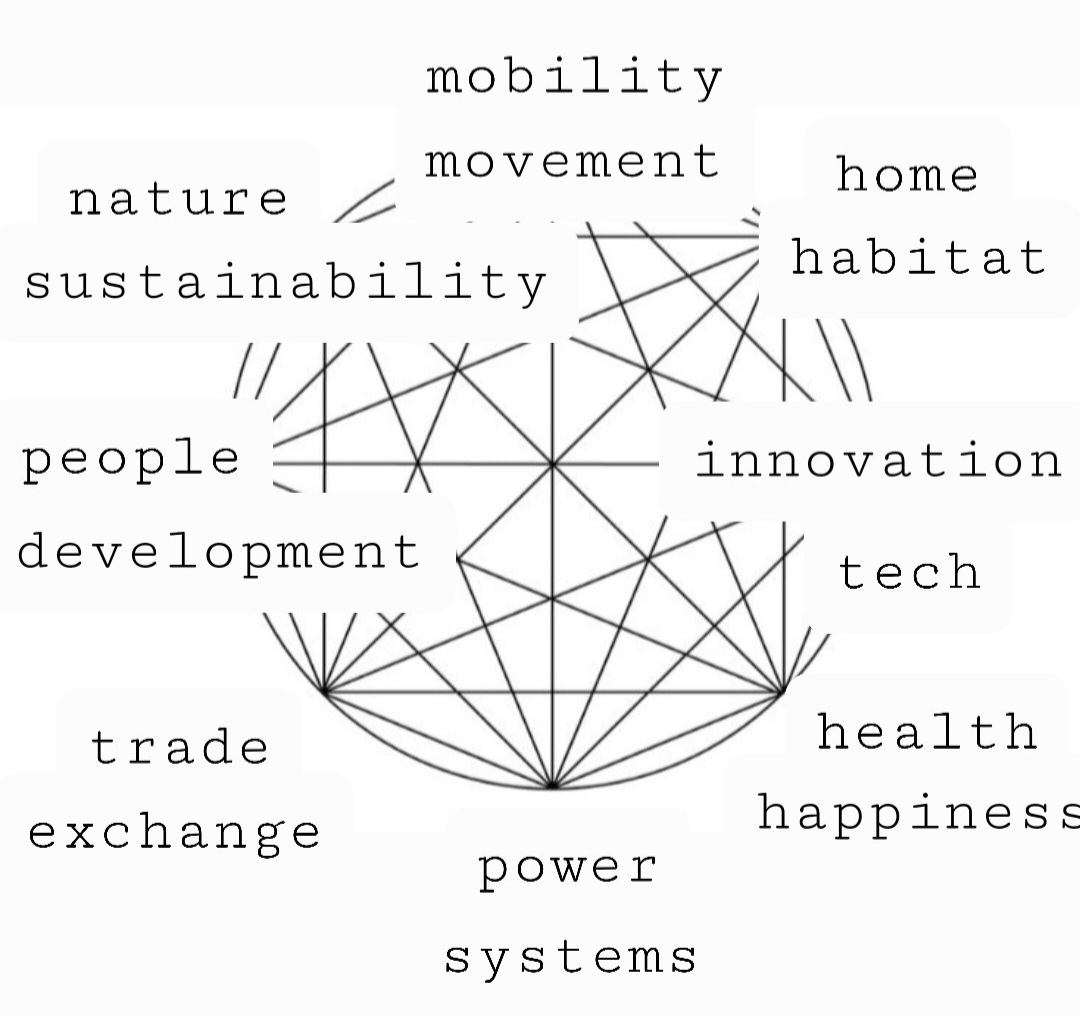 mobility
movement
home
habitat
nature
sustainability
people
development
innovation
tech
trade
exchange
health
happiness
power
systems